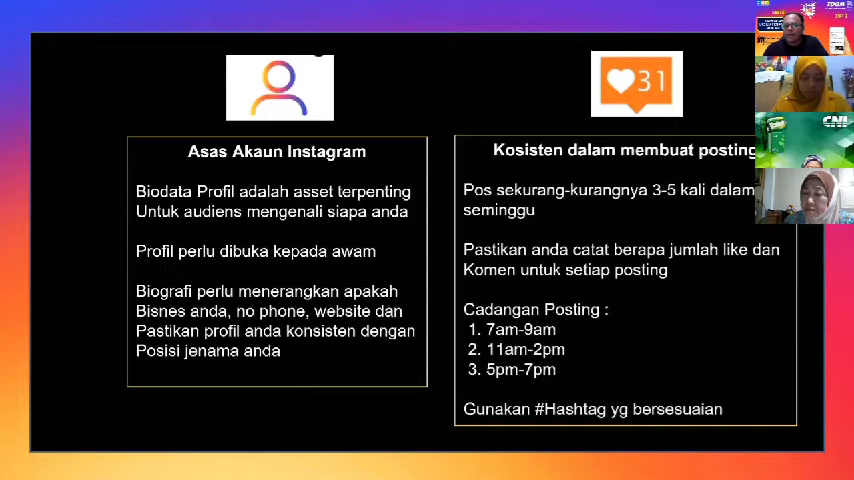 31
Asas Akaun Instagram
Biodata Profil adalah asset terpenting
Untuk audiens mengenali siapa anda
Profil perlu dibuka kepada awam
Biografi perlu menerangkan apakah
Bisnes anda, no phone, website dan
Pastikan profil anda konsisten dengan
Posisi jenama anda
Kosisten dalam membuat posting
Pos sekurang-kurangnya 3-5 kali dalam
seminggu
Pastikan anda catat berapa jumlah like dan
Komen untuk setiap posting
Cadangan Posting :
1. 7am-9am
2. 11am-2pm
3. 5pm-7pm
Gunakan #Hashtag yg bersesuaian
ZOOM
CNI